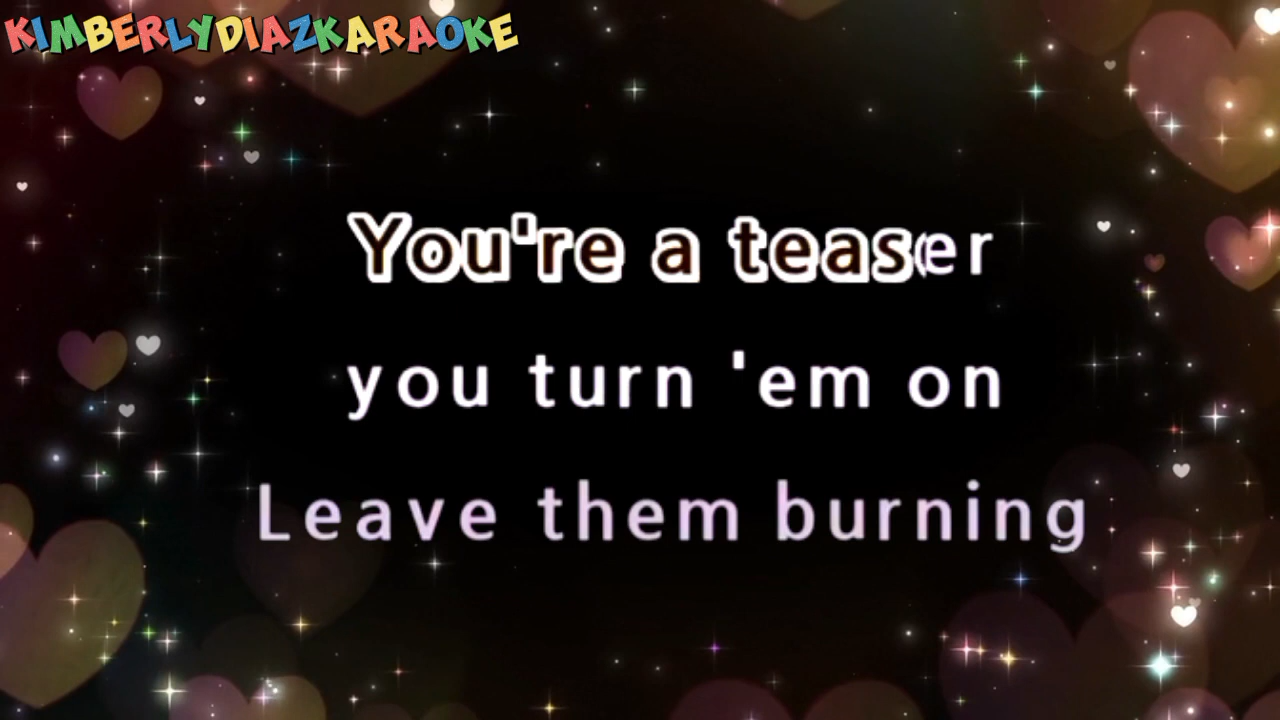 KIMBERLYDIAZKARAOKE
You're a teaser
you turn 'em on
Leave them burning